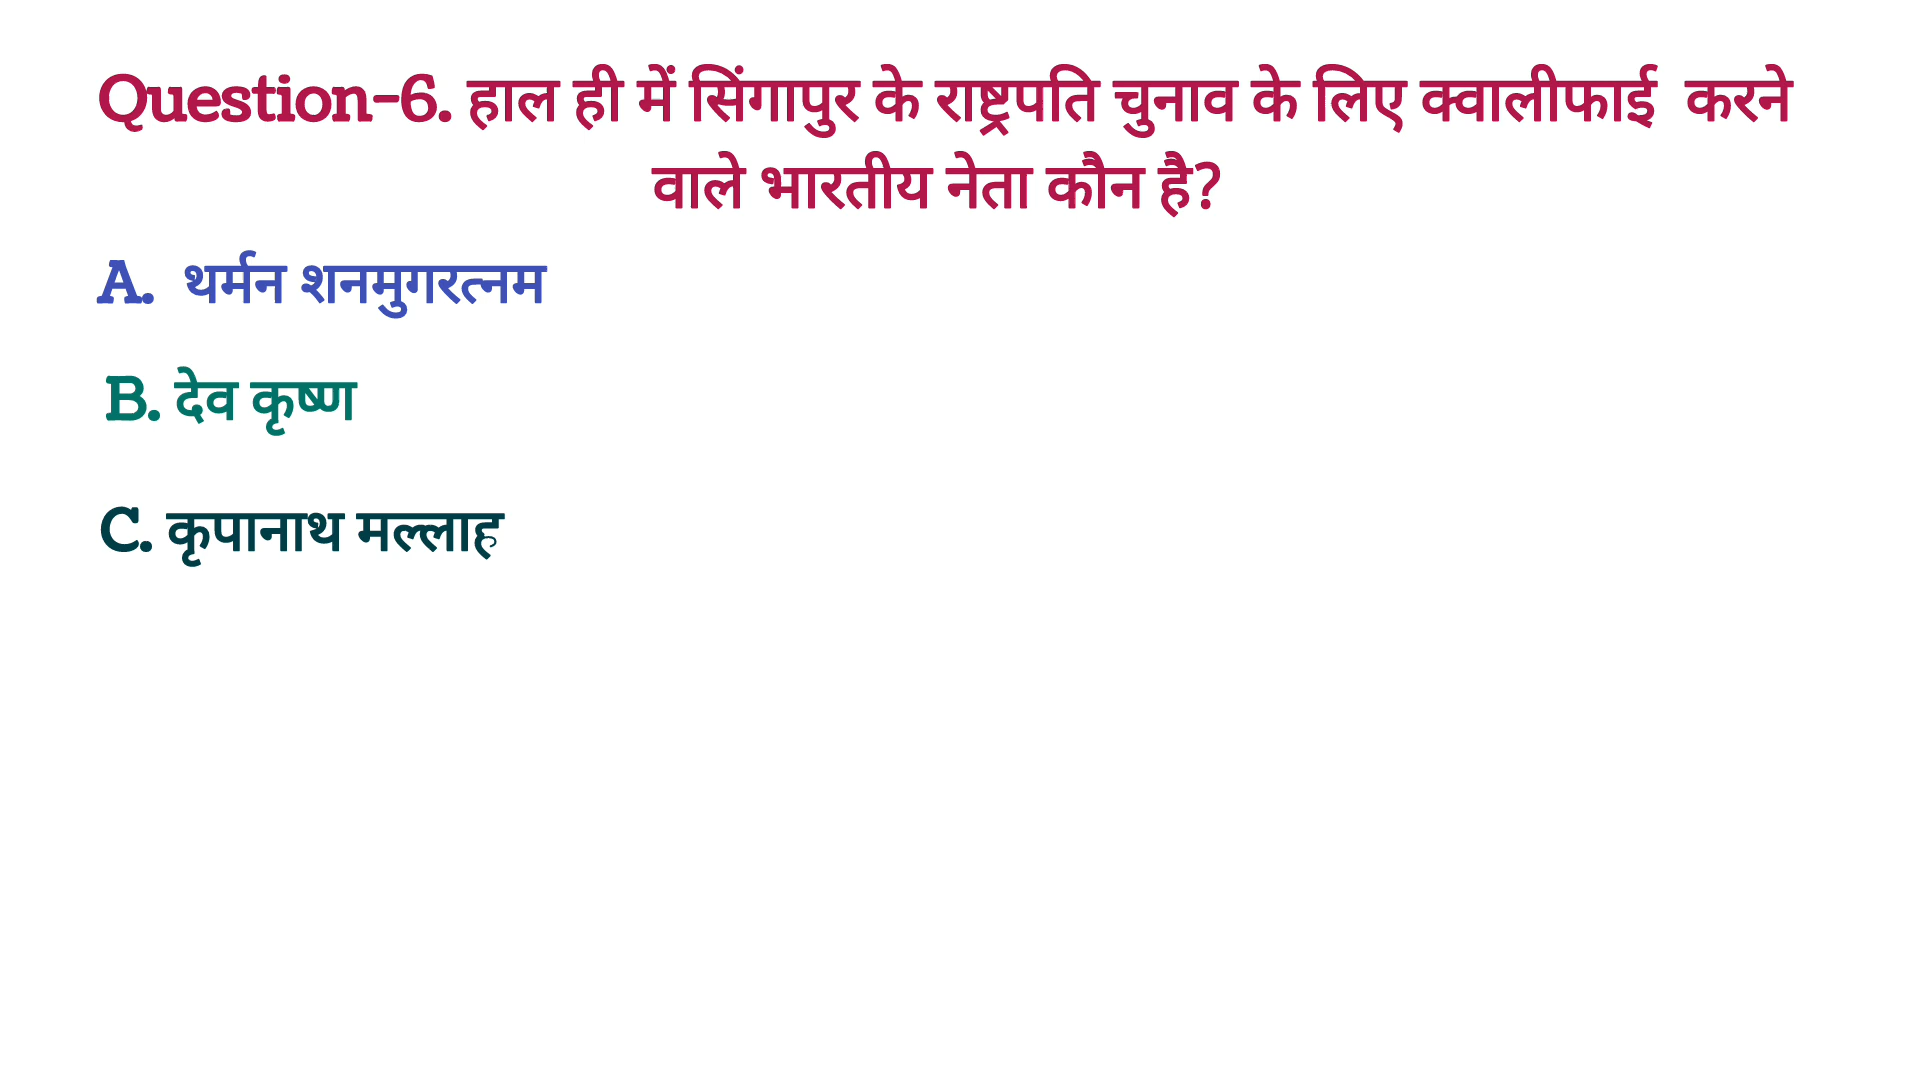 Question-6. हाल ही में सिंगापुर के राष्ट्रपति चुनाव के लिए क्वालीफाई  करने
वाले भारतीय नेता कौन है?
A.  थर्मन शनमुगरत्नम
B. देव कृष्ण
C. कृपानाथ मल्लाह